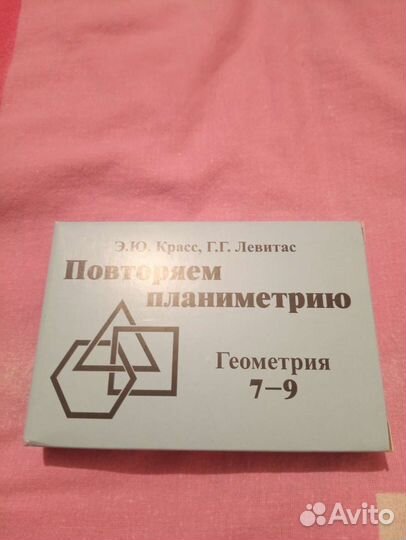 Э.Ю. Красс, Г.Г. Левитас
Повторяем
планиметрию
Геометрия
7–9
Avito